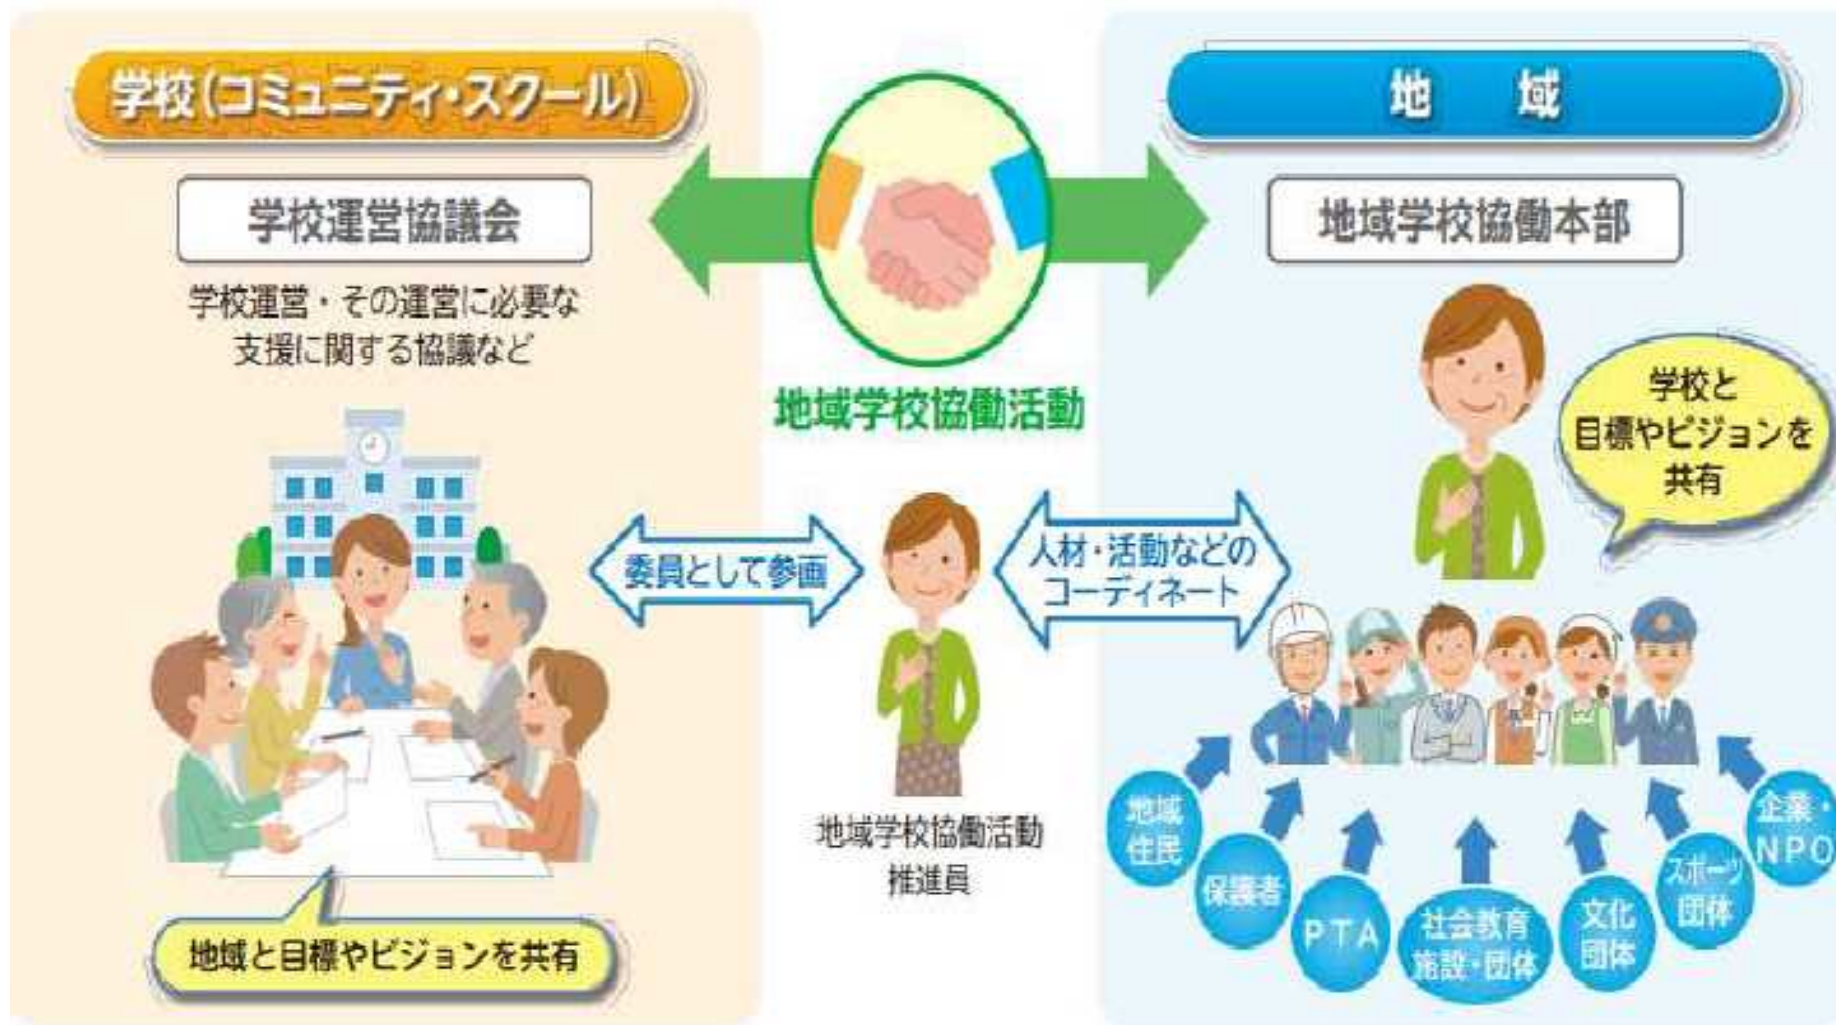 学校(コミュニティ・スクール)
学校運営協議会
学校運営・その運営に必要な
支援に関する協議など
地域学校協働活動
地　域
地域学校協働本部
学校と
目標やビジョンを
共有
委員として参画
人材・活動などの
コーディネート
地域学校協働活動
推進員
地域と目標やビジョンを共有
地域
住民
保護者
PTA
社会教育
施設・団体
文化
団体
スポーツ
団体
企業・
NPO